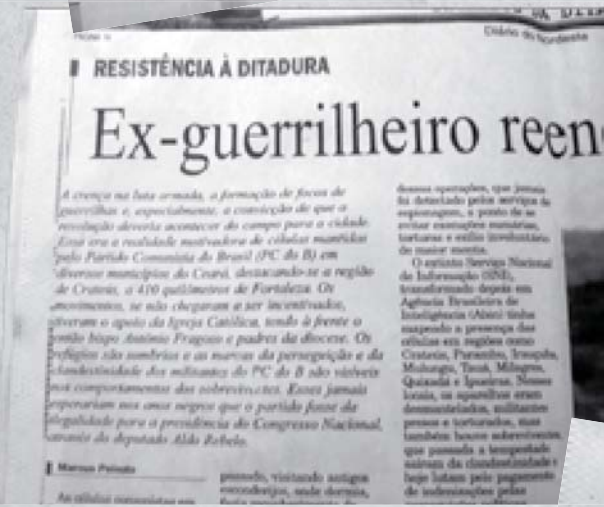 Diário do Nordeste
RESISTÊNCIA À DITADURA
Ex-guerrilheiro reen
A crença na luta armada, a formação de focos de
guerrilhas e, especialmente, a convicção de que a
revolução deveria acontecer do campo para a cidade.
Essa era a realidade motivadora de células mantidas
pelo Partido Comunista do Brasil (PC do B) em
diversos municípios do Ceará, destacando-se a região
de Crateús, a 410 quilômetros de Fortaleza. Os
movimentos, se não chegaram a ser incentivados,
tiveram o apoio da Igreja Católica, tendo à frente o
então bispo Antônio Fragoso e padres da diocese. Os
refúgios são sombrios e as marcas da perseguição e da
clandestinidade dos militantes do PC do B são visíveis
nos comportamentos dos sobreviventes. Esses jamais
esperariam nos anos negros que o partido fosse da
ilegalidade para a presidência do Congresso Nacional,
através do deputado Aldo Rebelo.
Marcus Peixoto
As células comunistas em
passado, visitando antigos
esconderijos, onde dormia,
dessas operações, que jamais
foi detectado pelos serviços de
espionagem, a ponto de se
evitar execuções sumárias,
torturas e exílio involuntário
de maior monta.
O extinto Serviço Nacional
de Informação (SNI),
transformado depois em
Agência Brasileira de
Inteligência (Abin) tinha
mapeado a presença das
células em regiões como
Crateús, Parambu, Irauçuba,
Mulungu, Tauá, Milagres,
Quixadá e Ipueiras. Nesses
locais, os aparelhos eram
desmantelados, militantes
presos e torturados, mas
também houve sobreviventes,
que passada a tempestade
saíram da clandestinidade e
hoje lutam pelo pagamento
de indenizações pelas